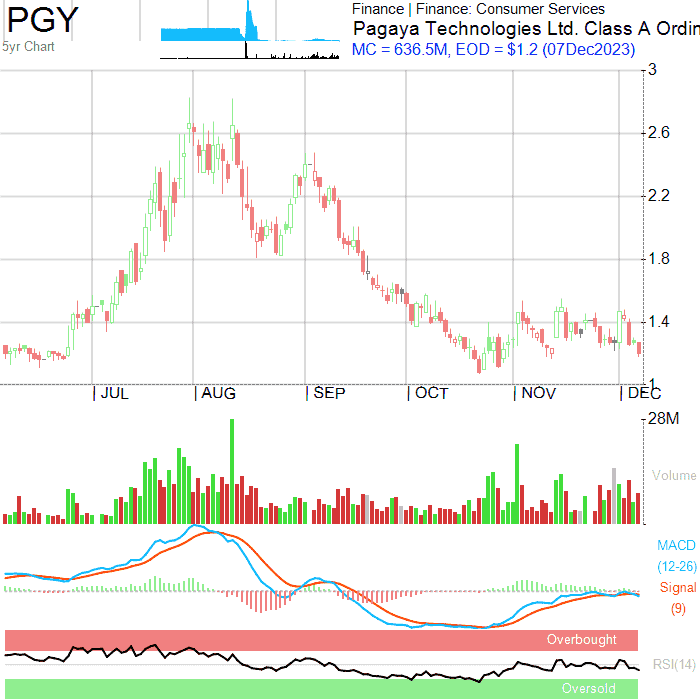 PGY
5yr Chart
Finance | Finance: Consumer Services
Pagaya Technologies Ltd. Class A Ordin
MC = 636.5M, EOD = $1.2 (07Dec2023)
3
2.6
2.2
1.8
1.4
1
| JUL | AUG | SEP | OCT | NOV | DEC
28M
Volume
MACD
(12-26)
Signal
(9)
Overbought
RSI(14)
Oversold